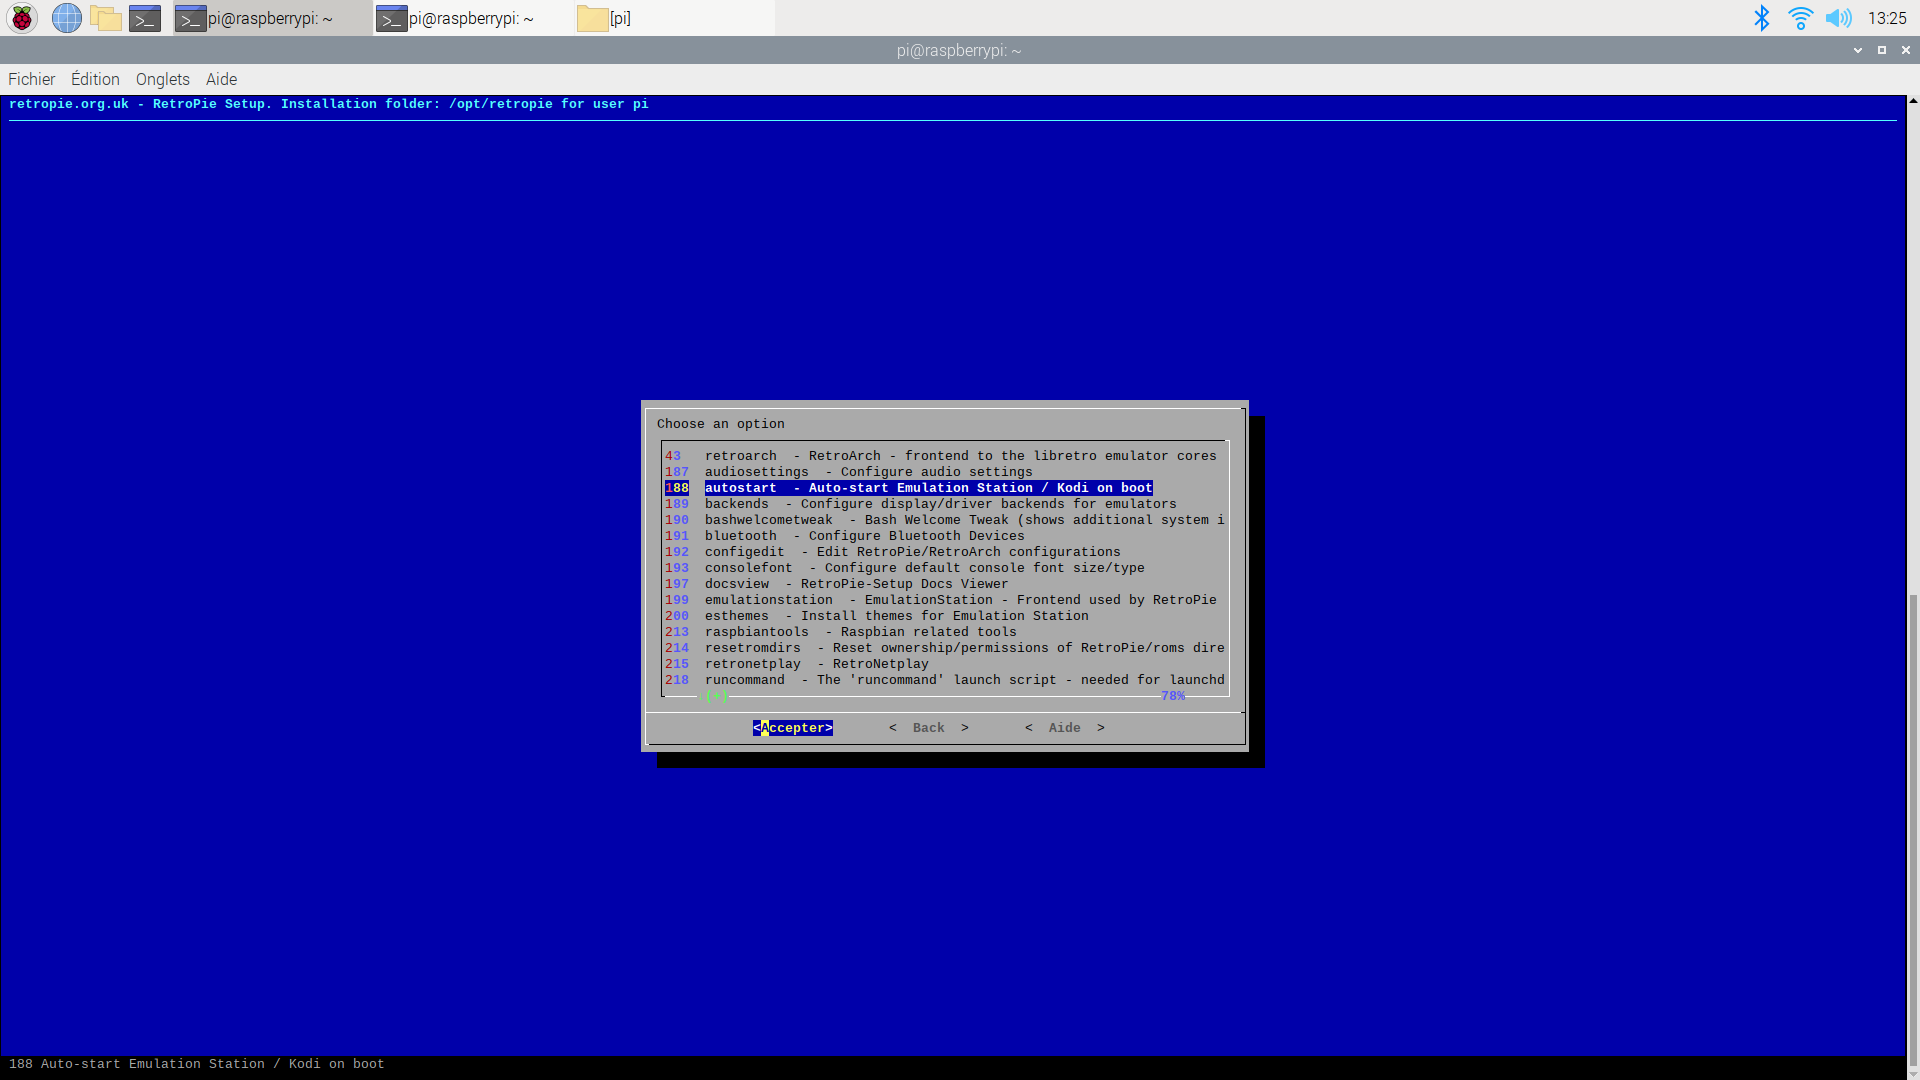 pi@raspberrypi: ~
pi@raspberrypi: ~
[pi]
13:25
pi@raspberrypi: ~
Fichier Édition Onglets Aide
retropie.org.uk - RetroPie Setup. Installation folder: /opt/retropie for user pi
Choose an option
43 retroarch - RetroArch - frontend to the libretro emulator cores
187 audiosettings - Configure audio settings
188 autostart - Auto-start Emulation Station / Kodi on boot
189 backends - Configure display/driver backends for emulators
190 bashwelcometweak - Bash Welcome Tweak (shows additional system i
191 bluetooth - Configure Bluetooth Devices
192 configedit - Edit RetroPie/RetroArch configurations
193 consolefont - Configure default console font size/type
197 docsview - RetroPie-Setup Docs Viewer
199 emulationstation - EmulationStation - Frontend used by RetroPie
200 esthemes - Install themes for Emulation Station
213 raspbiantools - Raspbian related tools
214 resetromdirs - Reset ownership/permissions of RetroPie/roms dire
215 retronetplay - RetroNetplay
218 runcommand - The 'runcommand' launch script - needed for launchd
(+) 78%
<Accepter> < Back > < Aide >
188 Auto-start Emulation Station / Kodi on boot